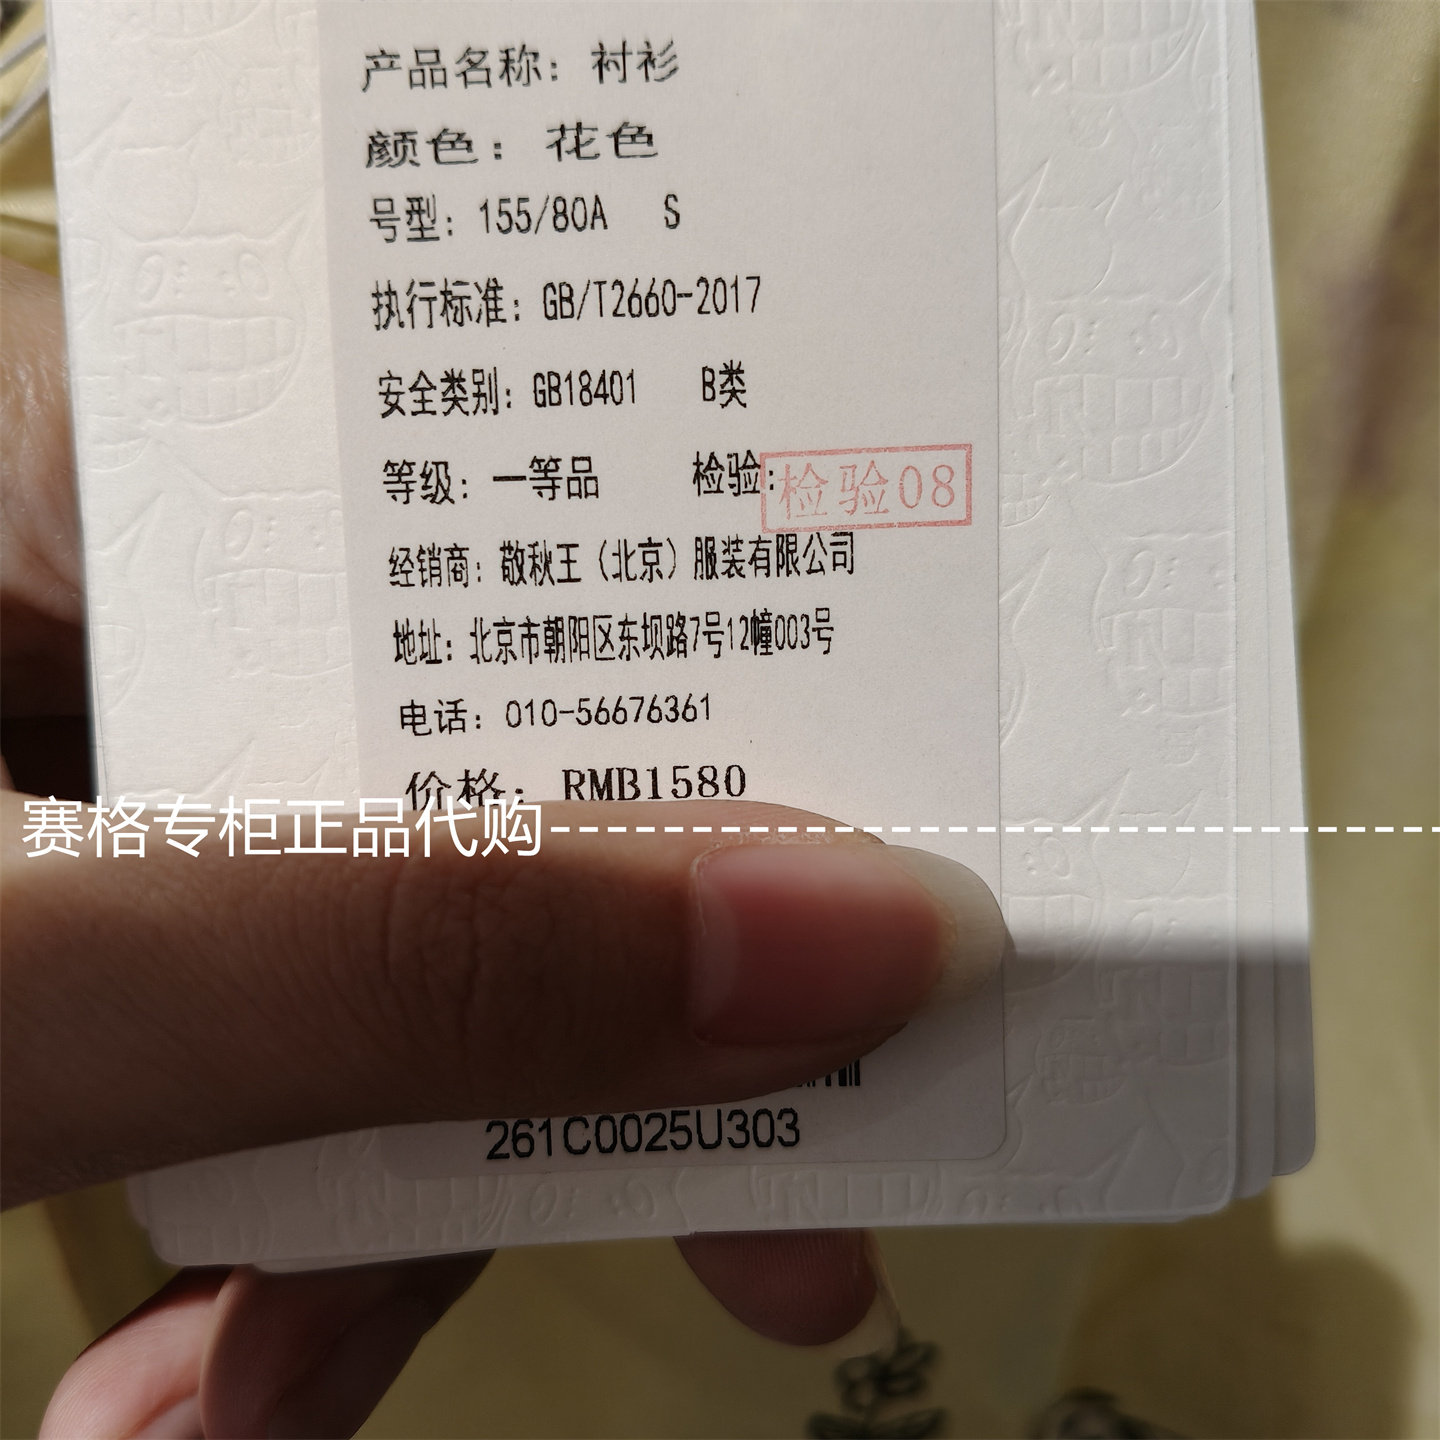 产品名称：衬衫
颜色：花色
号型：155/80A S
执行标准：GB/T2660-2017
安全类别：GB18401 B类
等级：一等品 检验：检验08
经销商：敬秋王（北京）服装有限公司
地址：北京市朝阳区东坝路7号12幢003号
电话：010-56676361
价格：RMB1580
赛格专柜正品代购--------------------
261C0025U303